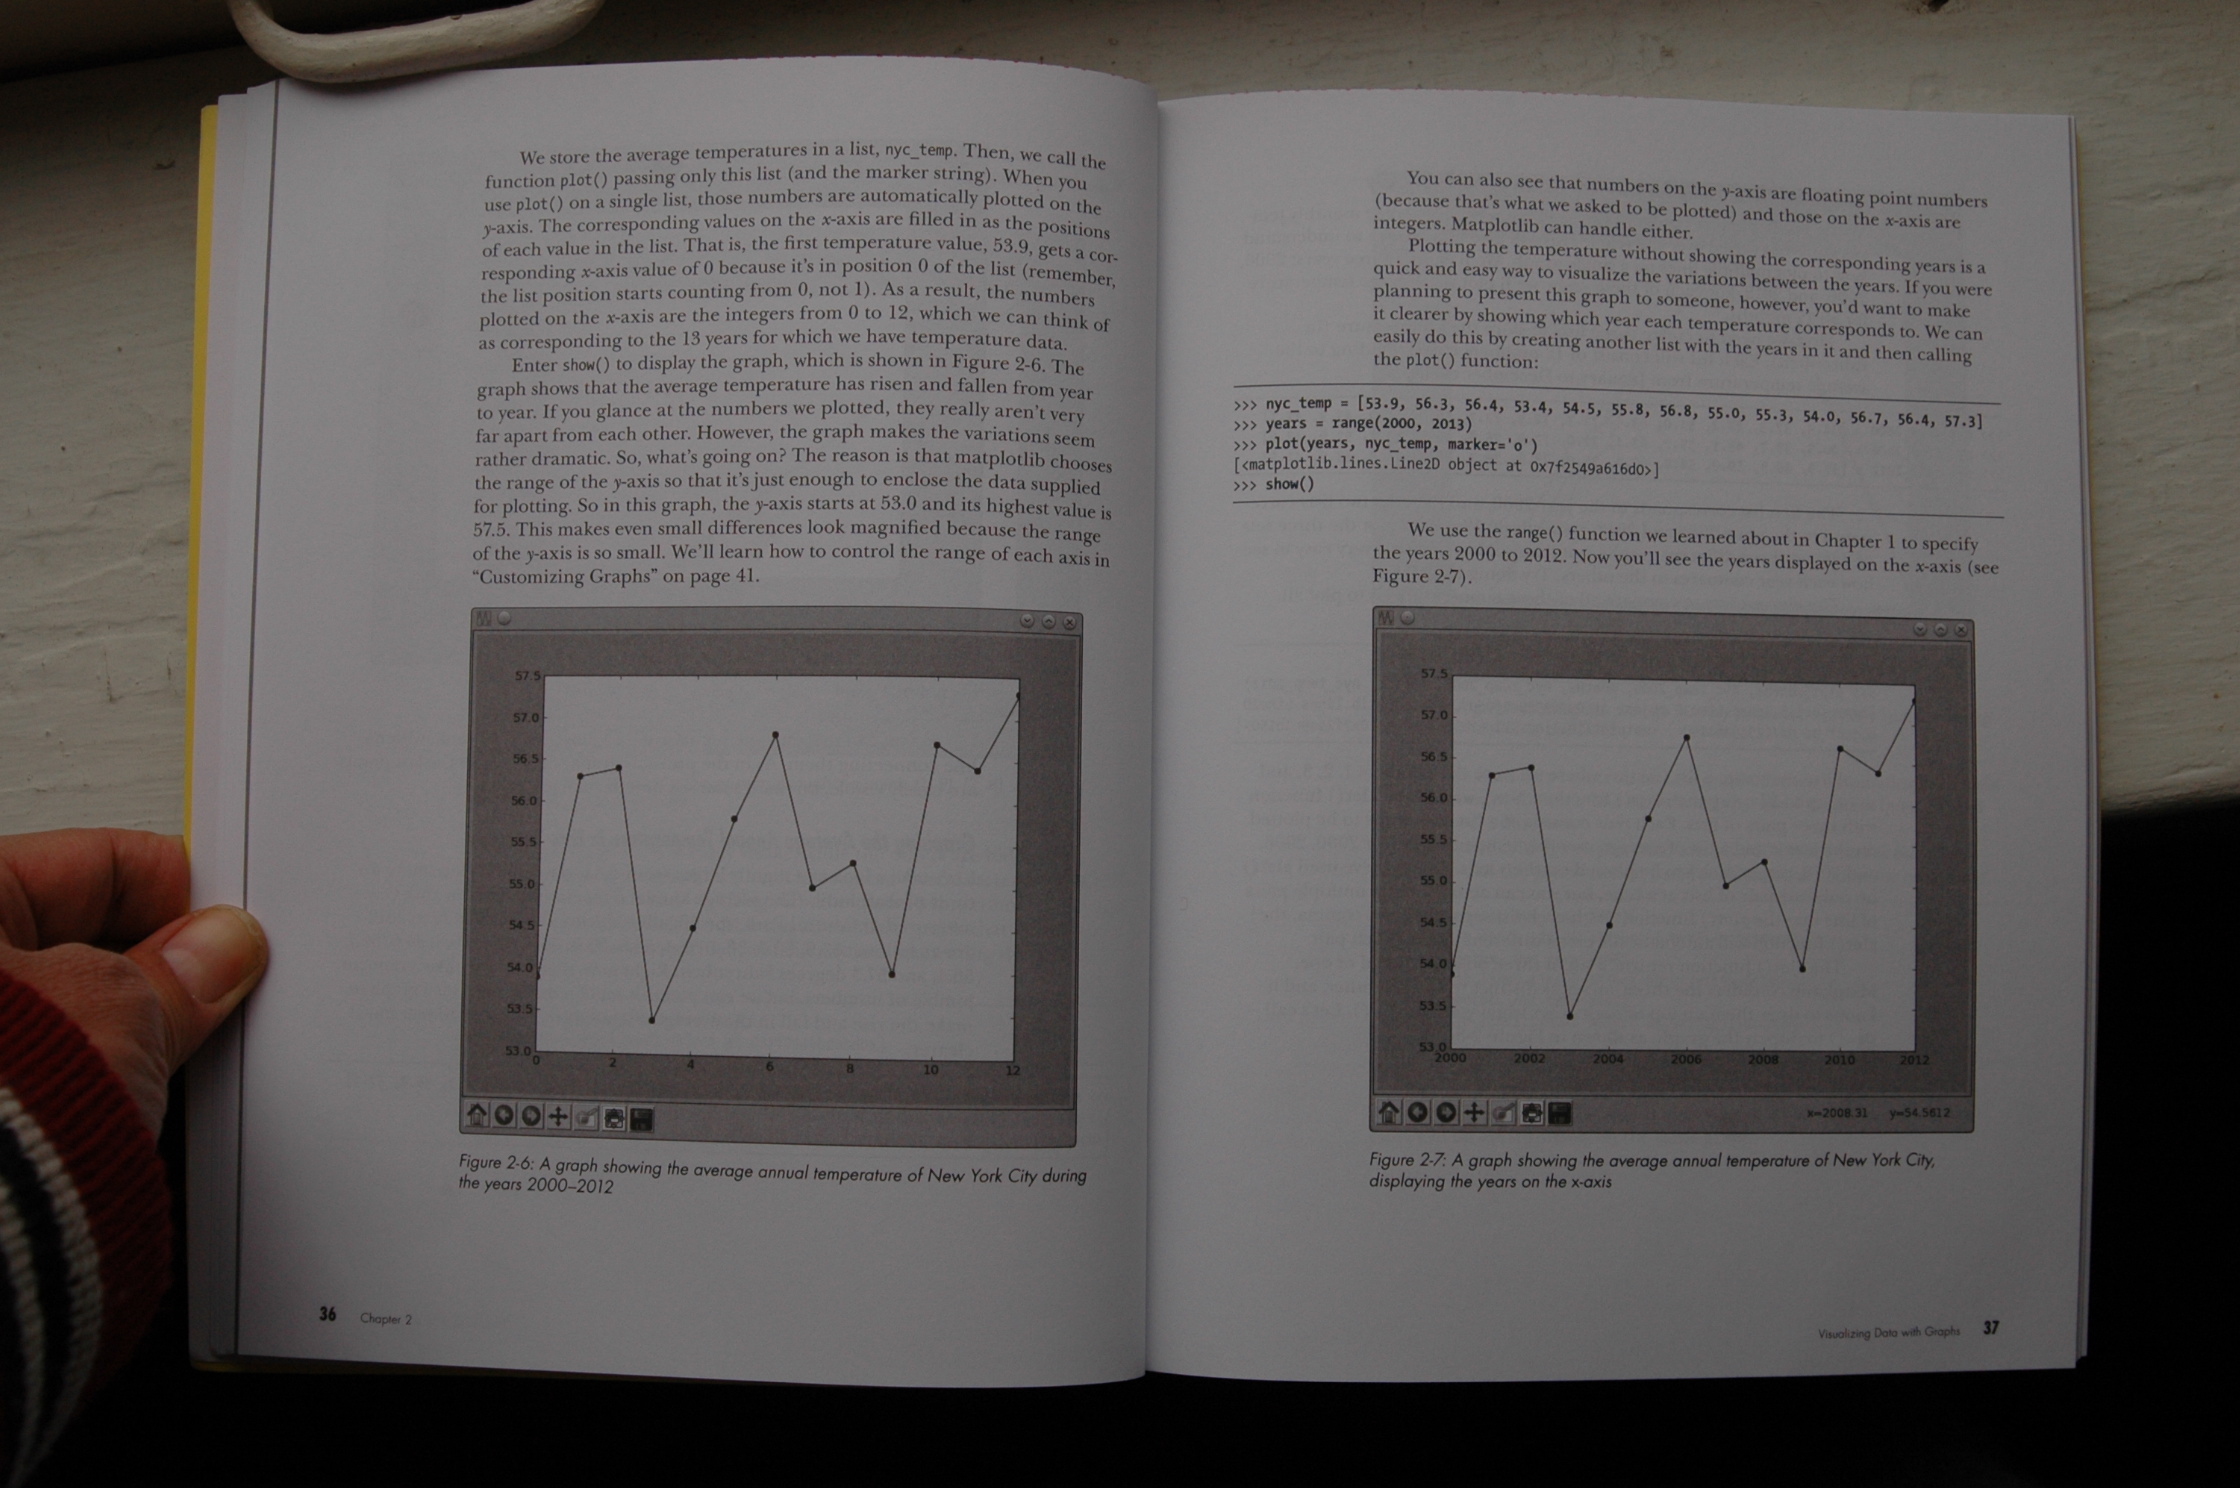 We store the average temperatures in a list, nyc_temp. Then, we call the
function plot() passing only this list (and the marker string). When you
use plot() on a single list, those numbers are automatically plotted on the
y-axis. The corresponding values on the x-axis are filled in as the positions
of each value in the list. That is, the first temperature value, 53.9, gets a cor-
responding x-axis value of 0 because it's in position 0 of the list (remember,
the list position starts counting from 0, not 1). As a result, the numbers
plotted on the x-axis are the integers from 0 to 12, which we can think of
as corresponding to the 13 years for which we have temperature data.
Enter show() to display the graph, which is shown in Figure 2-6. The
graph shows that the average temperature has risen and fallen from year
to year. If you glance at the numbers we plotted, they really aren't very
far apart from each other. However, the graph makes the variations seem
rather dramatic. So, what's going on? The reason is that matplotlib chooses
the range of the y-axis so that it's just enough to enclose the data supplied
for plotting. So in this graph, the y-axis starts at 53.0 and its highest value is
57.5. This makes even small differences look magnified because the range
of the y-axis is so small. We'll learn how to control the range of each axis in
“Customizing Graphs” on page 41.
57.5
57.0
56.5
56.0
55.5
55.0
54.5
54.0
53.5
53.0
0 2 4 6 8 10 12
Figure 2-6: A graph showing the average annual temperature of New York City during
the years 2000–2012
36 Chapter 2
You can also see that numbers on the y-axis are floating point numbers
(because that's what we asked to be plotted) and those on the x-axis are
integers. Matplotlib can handle either.
Plotting the temperature without showing the corresponding years is a
quick and easy way to visualize the variations between the years. If you were
planning to present this graph to someone, however, you'd want to make
it clearer by showing which year each temperature corresponds to. We can
easily do this by creating another list with the years in it and then calling
the plot() function:
>>> nyc_temp = [53.9, 56.3, 56.4, 53.4, 54.5, 55.8, 56.8, 55.0, 55.3, 54.0, 56.7, 56.4, 57.3]
>>> years = range(2000, 2013)
>>> plot(years, nyc_temp, marker='o')
[<matplotlib.lines.Line2D object at 0x7f2549a616d0>]
>>> show()
We use the range() function we learned about in Chapter 1 to specify
the years 2000 to 2012. Now you'll see the years displayed on the x-axis (see
Figure 2-7).
57.5
57.0
56.5
56.0
55.5
55.0
54.5
54.0
53.5
53.0
2000 2002 2004 2006 2008 2010 2012
x=2008.31 y=54.5612
Figure 2-7: A graph showing the average annual temperature of New York City,
displaying the years on the x-axis
Visualizing Data with Graphs 37